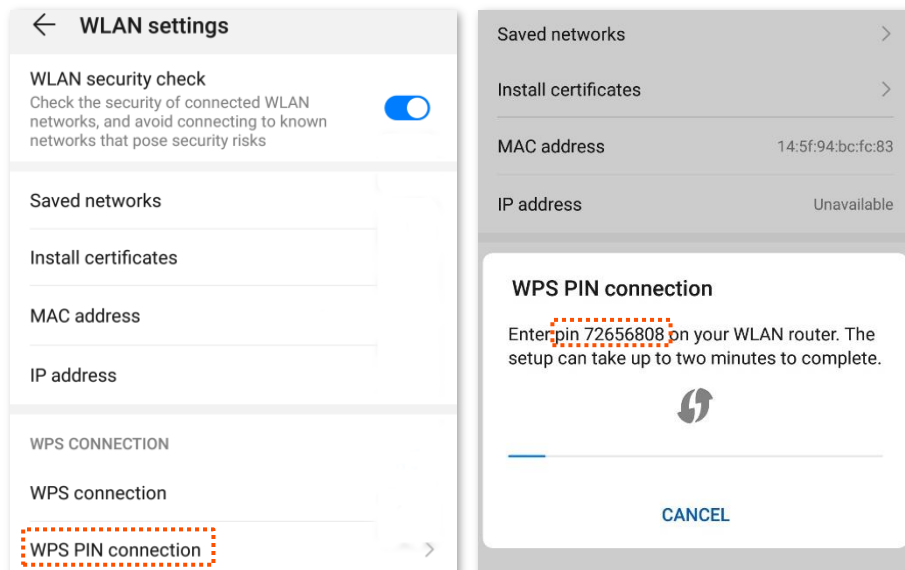 WLAN settings
WLAN security check
Check the security of connected WLAN
networks, and avoid connecting to known
networks that pose security risks
Saved networks
Install certificates
MAC address
IP address
WPS CONNECTION
WPS connection
WPS PIN connection
Saved networks
Install certificates
MAC address 14:5f:94:bc:fc:83
IP address Unavailable
WPS PIN connection
Enter pin 72656808 on your WLAN router. The
setup can take up to two minutes to complete.
CANCEL